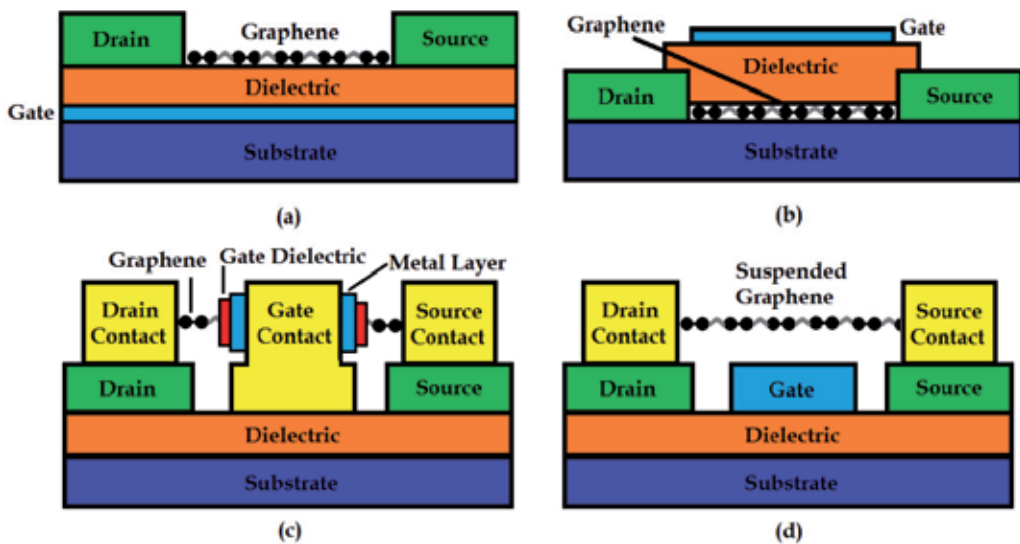 Drain
Graphene
Source
Dielectric
Gate
Substrate
(a)
Graphene
Gate
Dielectric
Drain
Source
Substrate
(b)
Graphene
Gate Dielectric
Metal Layer
Drain
Contact
Gate
Contact
Source
Contact
Drain
Source
Dielectric
Substrate
(c)
Suspended
Graphene
Drain
Contact
Source
Contact
Drain
Gate
Source
Dielectric
Substrate
(d)